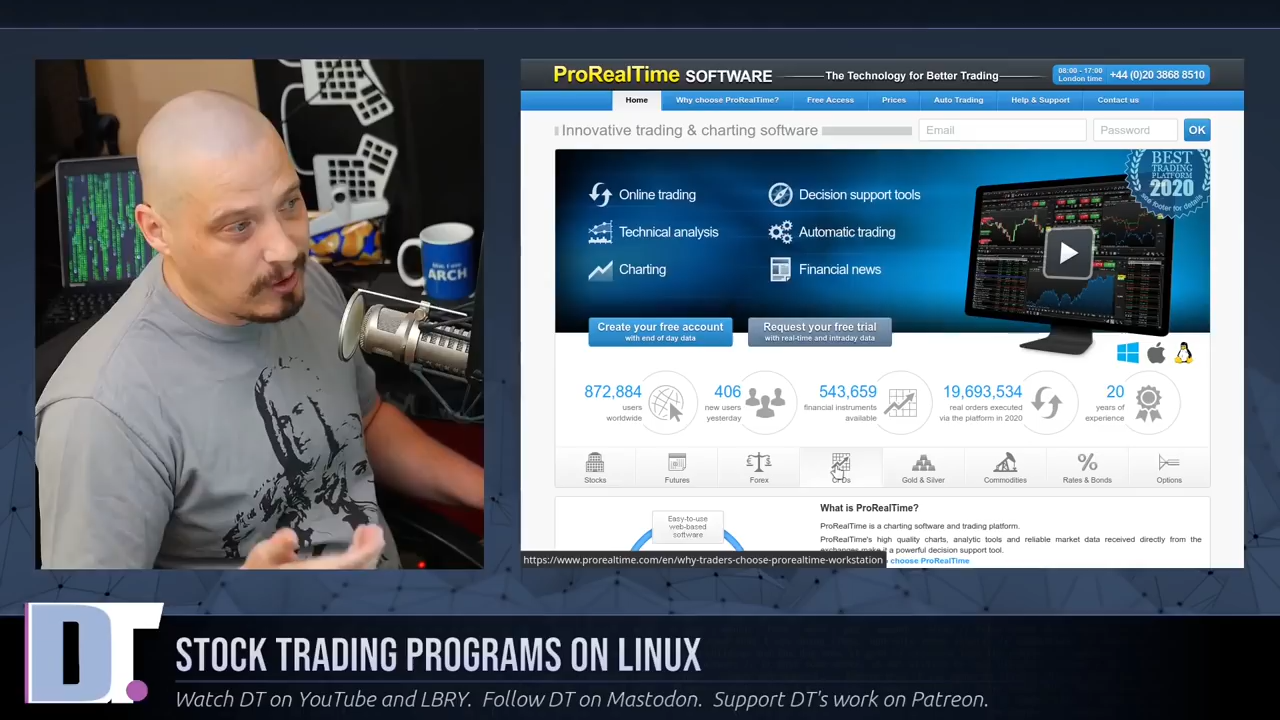 ARCH
ProRealTime SOFTWARE
The Technology for Better Trading
08:00 - 17:00
London time
+44 (0)20 3868 8510
Home
Why choose ProRealTime?
Free Access
Prices
Auto Trading
Help & Support
Contact us
Innovative trading & charting software
Email
Password
OK
Online trading
Decision support tools
Technical analysis
Automatic trading
Charting
Financial news
BEST
TRADING
PLATFORM
2020
see footer for details
Create your free account
with end of day data
Request your free trial
with real-time and intraday data
872,884
users
worldwide
406
new users
yesterday
543,659
financial instruments
available
19,693,534
real orders executed
via the platform in 2020
20
years of
experience
Stocks
Futures
Forex
CFDs
Gold & Silver
Commodities
Rates & Bonds
Options
Easy-to-use
web-based
software
What is ProRealTime?
ProRealTime is a charting software and trading platform.
ProRealTime's high quality charts, analytic tools and reliable market data received directly from the
exchanges make it a powerful decision support tool.
choose ProRealTime
https://www.prorealtime.com/en/why-traders-choose-prorealtime-workstation
DT.
STOCK TRADING PROGRAMS ON LINUX
Watch DT on YouTube and LBRY. Follow DT on Mastodon. Support DT's work on Patreon.